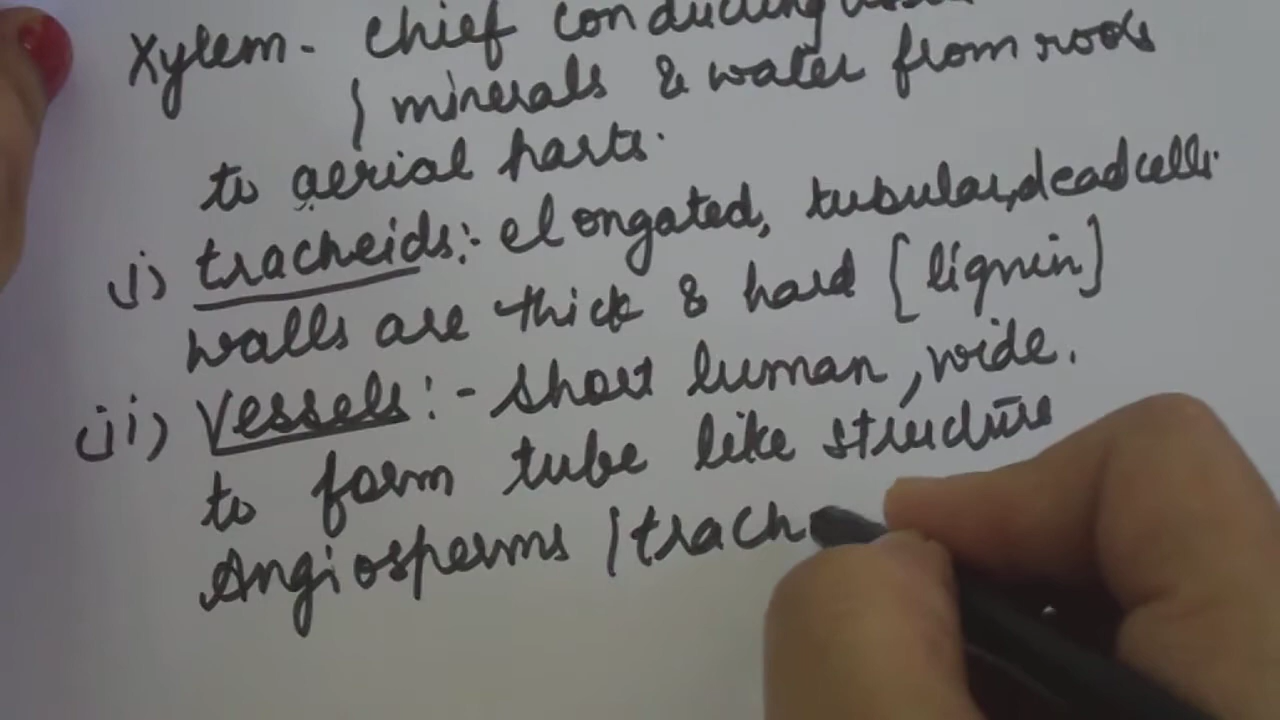 Xylem - Chief conducting
| minerals & water from roots
to aerial parts.
i) tracheids:- elongated, tubular, dead cells.
walls are thick & hard [lignin]
ii) Vessels:- short luman, wide.
to form tube like structure
Angiosperms | trach